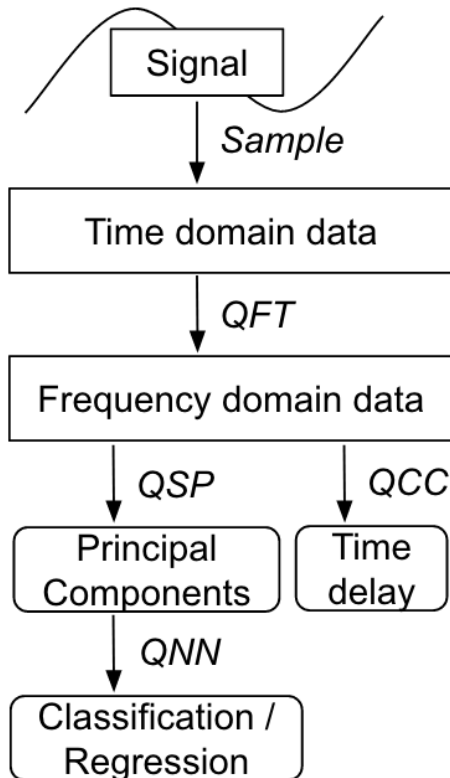 Signal
Sample
Time domain data
QFT
Frequency domain data
QSP
QCC
Principal
Components
Time
delay
QNN
Classification /
Regression